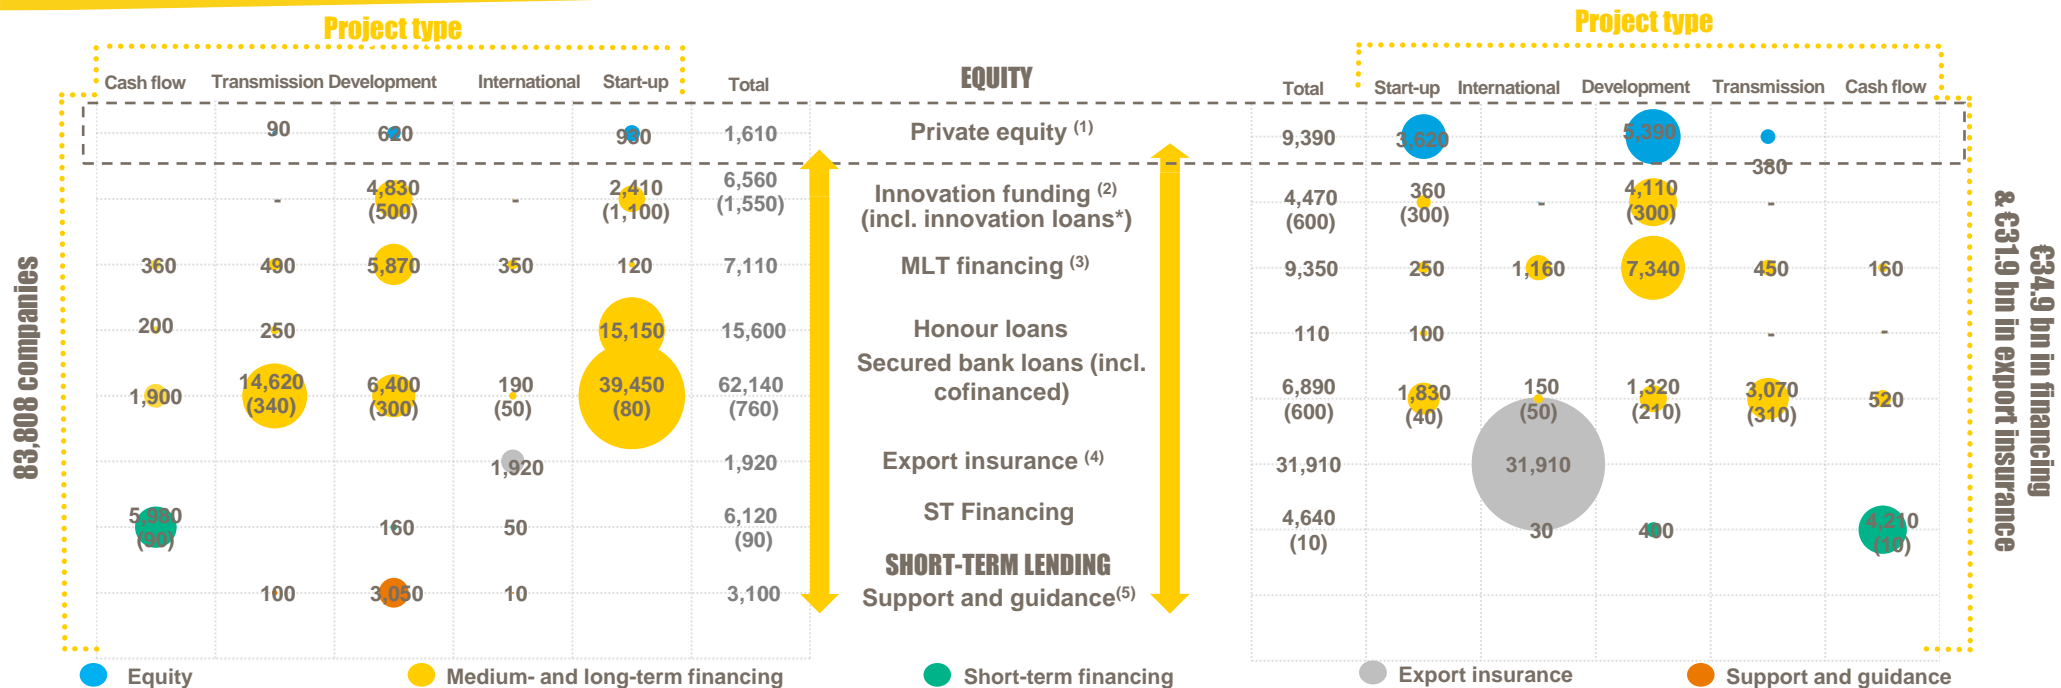 Project type
Project type
Cash flow Transmission Development International Start-up Total
EQUITY
Total Start-up International Development Transmission Cash flow
90 620 930 1,610
Private equity (1)
9,390 3,620 5,390 380
- 4,830 (500) - 2,410 (1,100) 6,560 (1,550)
Innovation funding (2)
(incl. innovation loans*)
4,470 (600) 360 (300) - 4,110 (300) -
360 490 5,870 350 120 7,110
MLT financing (3)
9,350 250 1,160 7,340 450 160
200 250 15,150 15,600
Honour loans
110 100 - -
1,900 14,620 (340) 6,400 (300) 190 (50) 39,450 (80) 62,140 (760)
Secured bank loans (incl.
cofinanced)
6,890 (600) 1,830 (40) 150 (50) 1,320 (210) 3,070 (310) 520
1,920 1,920
Export insurance (4)
31,910 31,910
5,980 (90) 160 50 6,120 (90)
ST Financing
4,640 (10) 30 400 4,210 (10)
SHORT-TERM LENDING
100 3,050 10 3,100
Support and guidance(5)
83,808 companies
€34.9 bn in financing
& €31.9 bn in export insurance
Equity
Medium- and long-term financing
Short-term financing
Export insurance
Support and guidance